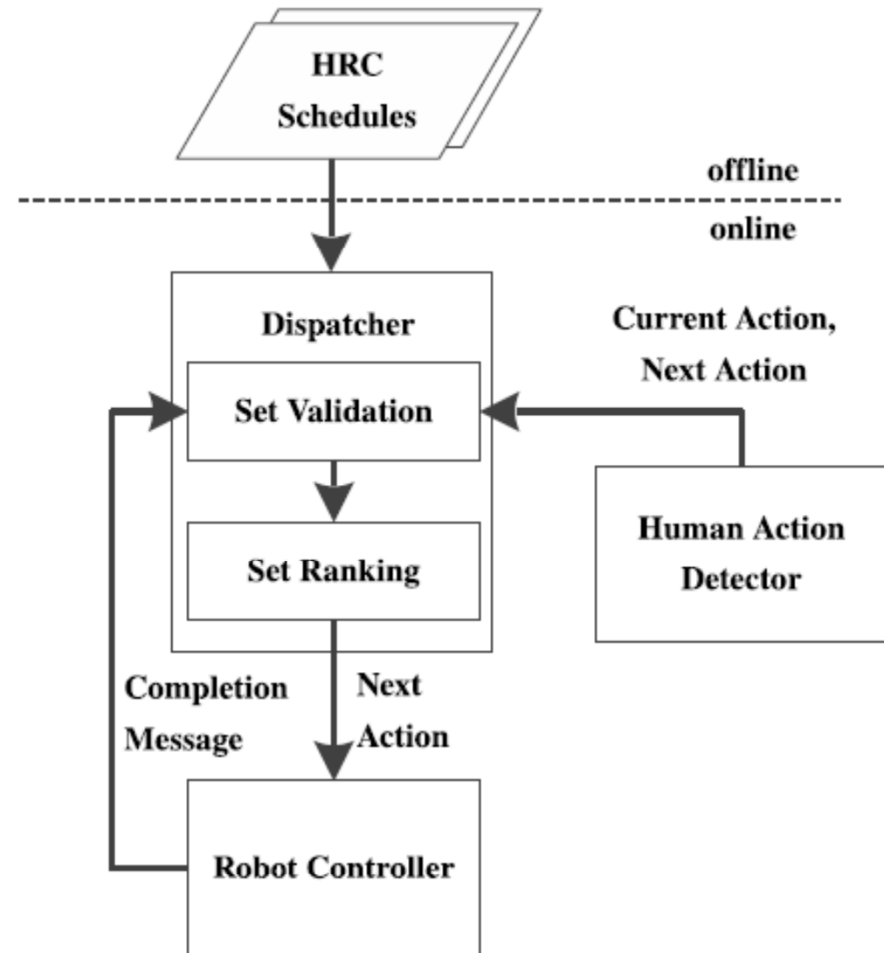 HRC
Schedules
offline
online
Dispatcher
Current Action,
Next Action
Set Validation
Human Action
Detector
Set Ranking
Completion
Message
Next
Action
Robot Controller